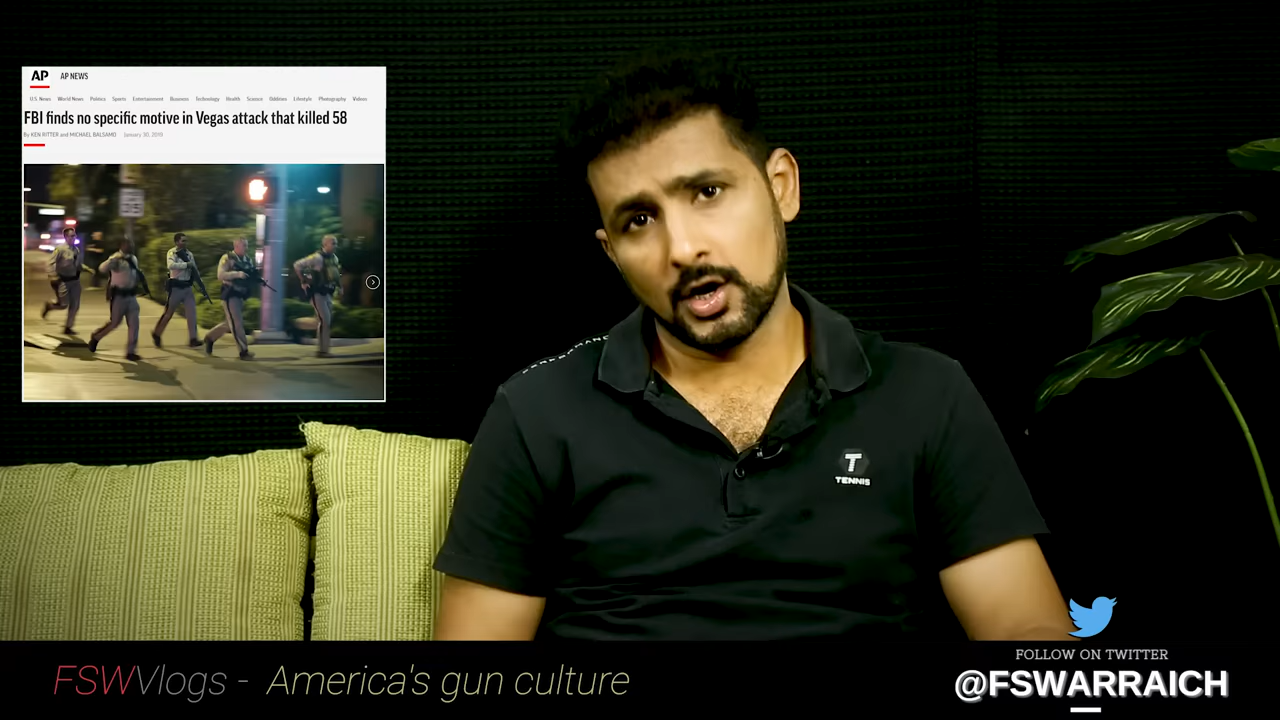 AP AP NEWS
U.S. News World News Politics Sports Entertainment Business Technology Health Science Oddities Lifestyle Photography Videos
FBI finds no specific motive in Vegas attack that killed 58
By KEN RITTER and MICHAEL BALSAMO January 30, 2019
T
TENNIS
FSWVlogs - America's gun culture
FOLLOW ON TWITTER
@FSWARRAICH